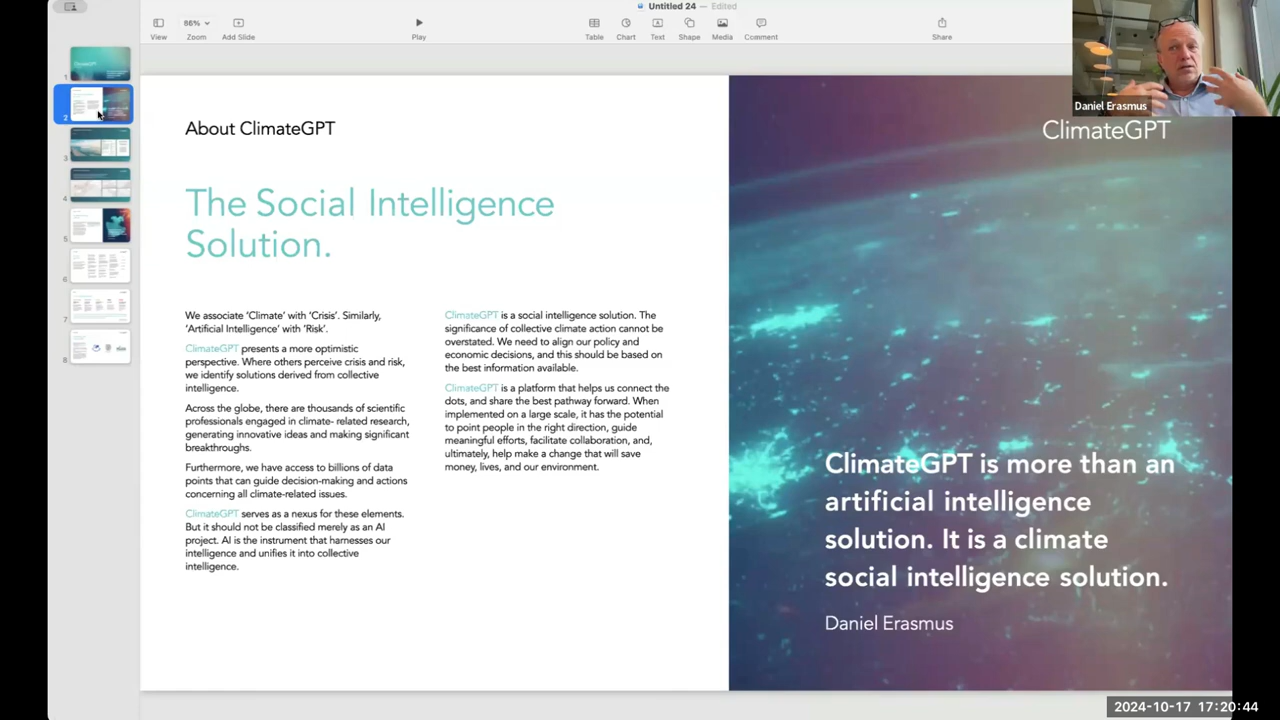 Untitled 24 — Edited
86%
View
Zoom
Add Slide
Play
Table
Chart
Text
Shape
Media
Comment
Share
Daniel Erasmus
1
2
3
4
5
6
7
8
About ClimateGPT
The Social Intelligence
Solution.
We associate ‘Climate’ with ‘Crisis’. Similarly,
‘Artificial Intelligence’ with ‘Risk’.
ClimateGPT presents a more optimistic
perspective. Where others perceive crisis and risk,
we identify solutions derived from collective
intelligence.
Across the globe, there are thousands of scientific
professionals engaged in climate- related research,
generating innovative ideas and making significant
breakthroughs.
Furthermore, we have access to billions of data
points that can guide decision-making and actions
concerning all climate-related issues.
ClimateGPT serves as a nexus for these elements.
But it should not be classified merely as an AI
project. AI is the instrument that harnesses our
intelligence and unifies it into collective
intelligence.
ClimateGPT is a social intelligence solution. The
significance of collective climate action cannot be
overstated. We need to align our policy and
economic decisions, and this should be based on
the best information available.
ClimateGPT is a platform that helps us connect the
dots, and share the best pathway forward. When
implemented on a large scale, it has the potential
to point people in the right direction, guide
meaningful efforts, facilitate collaboration, and,
ultimately, help make a change that will save
money, lives, and our environment.
ClimateGPT
ClimateGPT is more than an
artificial intelligence
solution. It is a climate
social intelligence solution.
Daniel Erasmus
2024-10-17 17:20:44